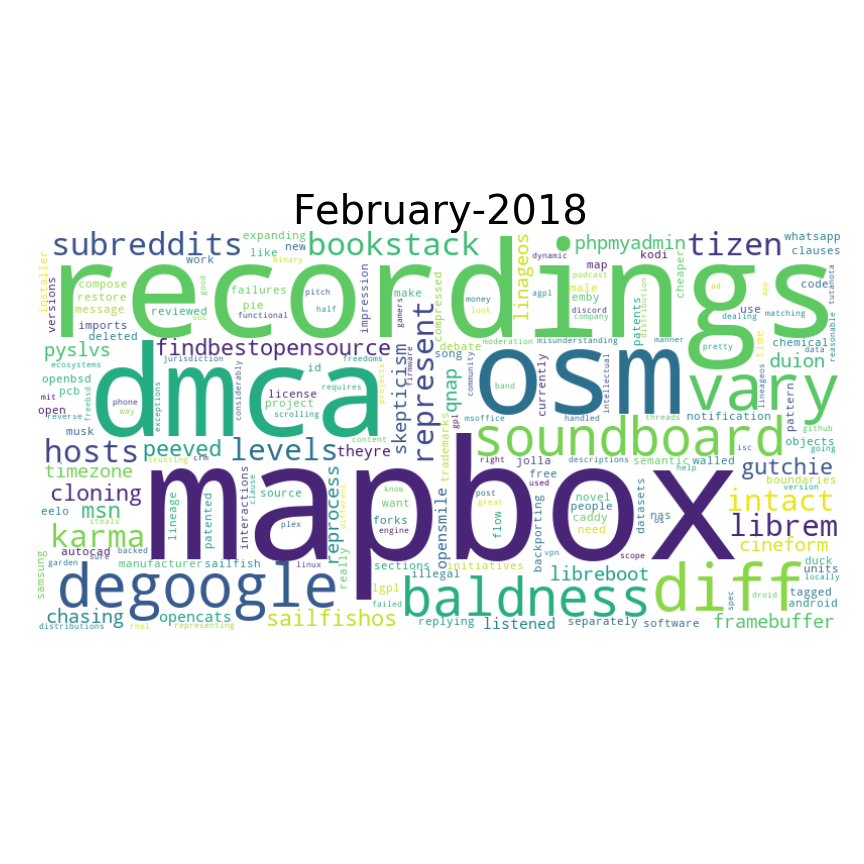 February-2018
subreddits
expanding
new
like
bookstack
work
binary
linageos
dynamic
phpmyadmin
kodi
tizen
whatsapp
clauses
recordings
installer
versions
compose
restore
message
reviewed
good
failures
pie
functional
pitch
half
impression
gamers
make
compressed
debate
song
money
look
agpl
podcast
male
emby
discord
company
map
patents
distribution
cheaper
ad
app
code
tutanota
use
dealing
matching
reasonable
imports
deleted
findbestopensource
represent
moderation
misunderstanding
manner
pretty
time
chemical
data
going
pyslvs
ecosystems
openbsd
pcb
mit
open
reverse
musk
freebsd
phone
way
exceptions
dmca
jurisdiction
considerably
id
license
project
scrolling
requires
freedoms
projects
content
skepticism
firmware
qnap
trademarks
gpl
community
msoffice
band
osm
currently
handled
intellectual
threads
vary
duion
lineageos
notification
pattern
github
objects
isc
hosts
peeved
levels
theyre
soundboard
timezone
trusting
crm
right
jolla
descriptions
semantic
help
walled
gutchie
boundaries
version
cloning
msn
eelo
steals
karma
lineage
patented
interactions
clause
source
plex
reprocess
different
know
want
forks
engine
opensmile
post
great
used
free
flow
novel
people
caddy
need
backporting
vpn
datasets
nas
us
scope
intact
librem
cineform
autocad
sure
backed
garden
samsung
manufacturer
sailfish
linux
really
sections
lgpl
illegal
initiatives
libreboot
duck
units
locally
mapbox
degoogle
failed
baldness
diff
spec
droid
tagged
android
chasing
opencats
sailfishos
replying
listened
separately
software
framebuffer
distributions
rhel
representing
soc